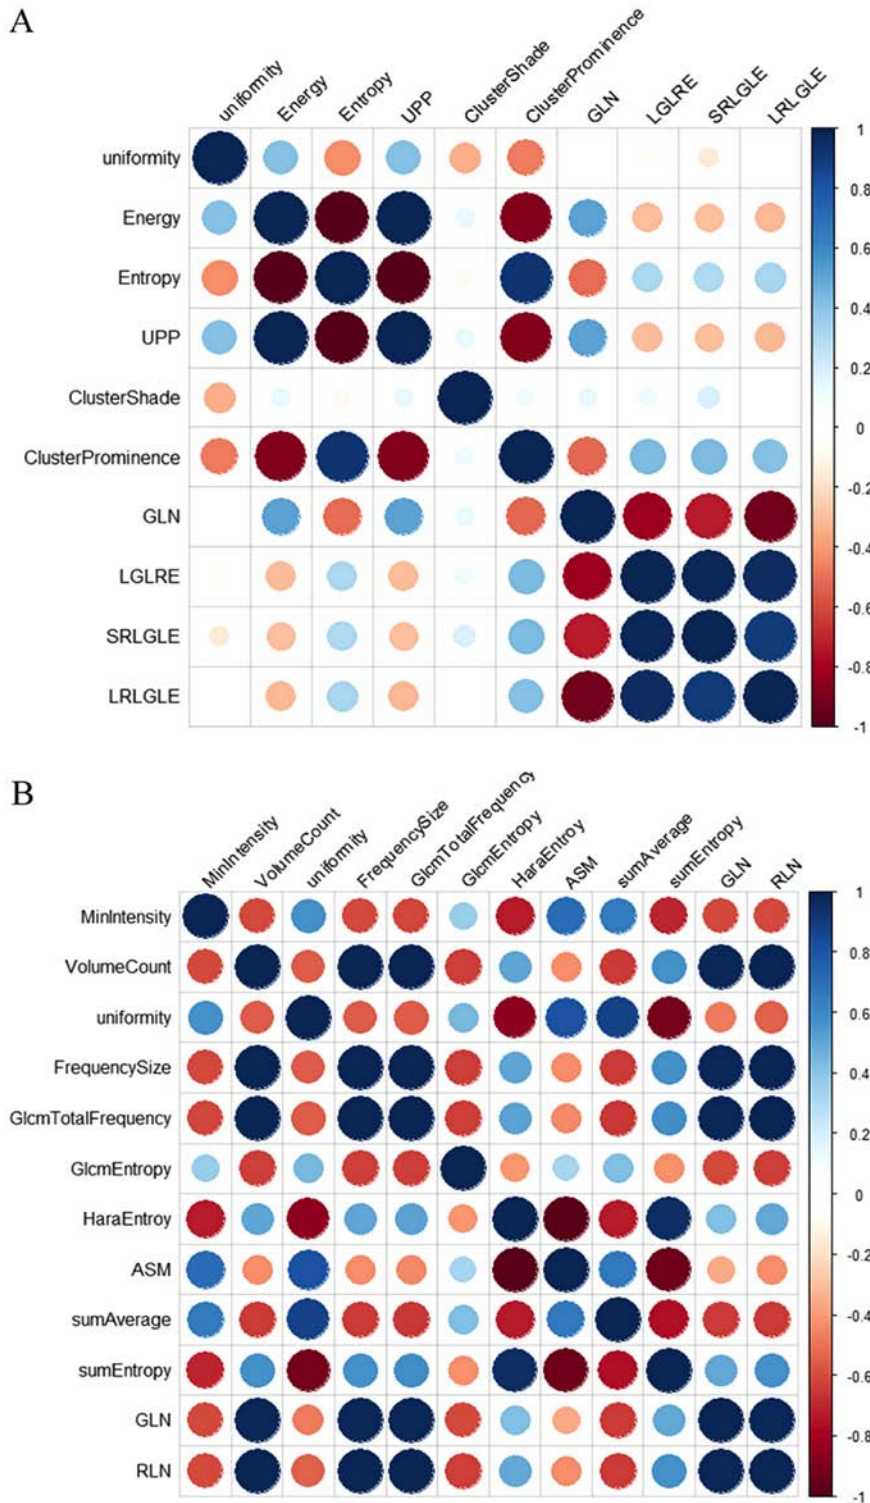 A
uniformity
Energy
Entropy
UPP
ClusterShade
ClusterProminence
GLN
LGLRE
SRLGLE
LRLGLE
uniformity
Energy
Entropy
UPP
ClusterShade
ClusterProminence
GLN
LGLRE
SRLGLE
LRLGLE
1
0.8
0.6
0.4
0.2
0
-0.2
-0.4
-0.6
-0.8
-1
B
MinIntensity
VolumeCount
uniformity
FrequencySize
GlcmTotalFrequency
GlcmEntropy
HaraEntroy
ASM
sumAverage
sumEntropy
GLN
RLN
MinIntensity
VolumeCount
uniformity
FrequencySize
GlcmTotalFrequency
GlcmEntropy
HaraEntroy
ASM
sumAverage
sumEntropy
GLN
RLN
1
0.8
0.6
0.4
0.2
0
-0.2
-0.4
-0.6
-0.8
-1